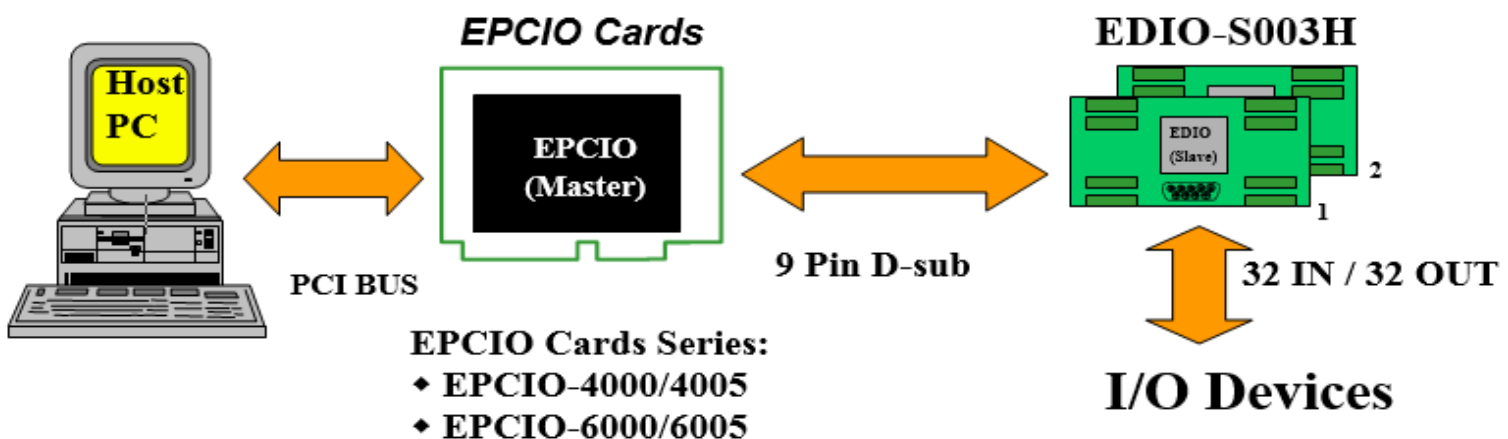 EPCIO Cards
EDIO-S003H
Host
PC
EPCIO
(Master)
EDIO
(Slave)
2
1
PCI BUS
9 Pin D-sub
32 IN / 32 OUT
EPCIO Cards Series:
◆ EPCIO-4000/4005
◆ EPCIO-6000/6005
I/O Devices